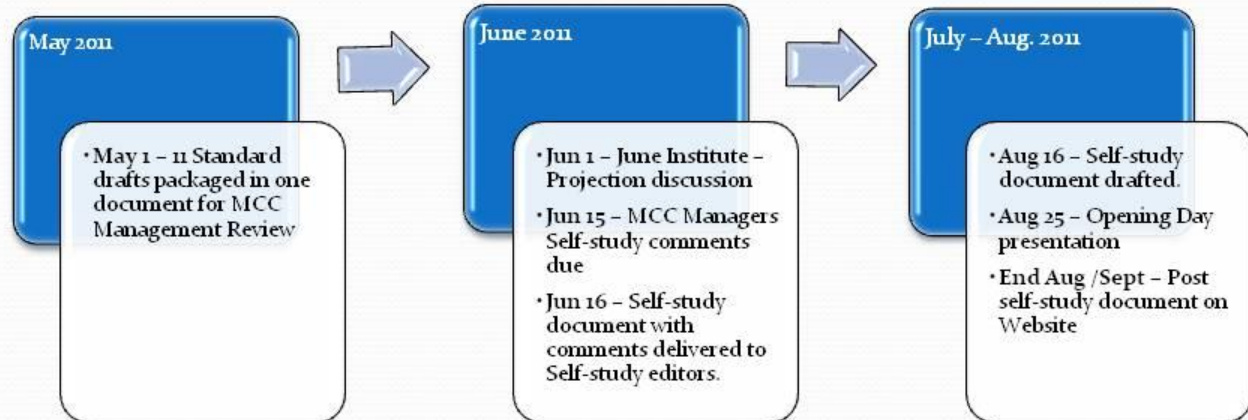 May 2011
• May 1 – 11 Standard
drafts packaged in one
document for MCC
Management Review
June 2011
• Jun 1 – June Institute –
Projection discussion
• Jun 15 – MCC Managers
Self-study comments
due
• Jun 16 – Self-study
document with
comments delivered to
Self-study editors.
July – Aug. 2011
• Aug 16 – Self-study
document drafted.
• Aug 25 – Opening Day
presentation
• End Aug /Sept – Post
self-study document on
Website